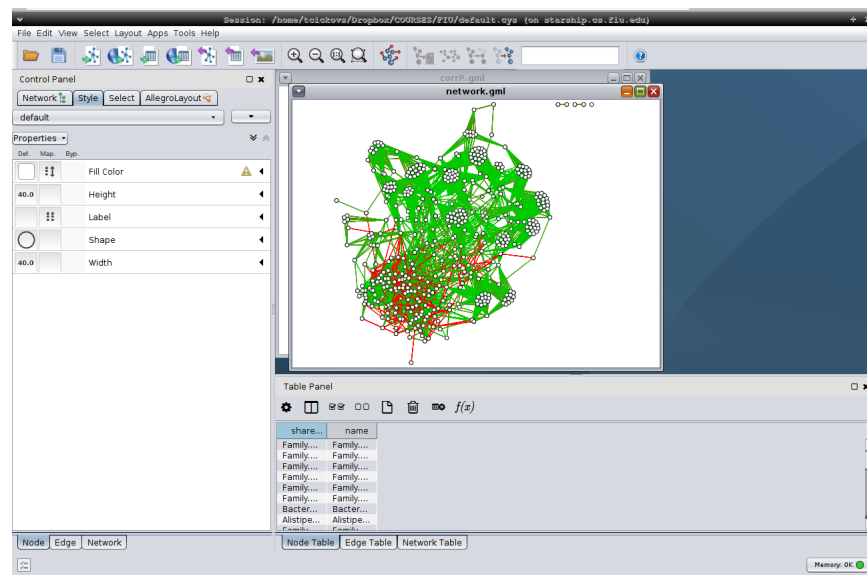 Session: /home/tcickovs/Dropbox/COURSES/FIU/default.cys (on starship.cs.fiu.edu)
File Edit View Select Layout Apps Tools Help
Control Panel
Network Style Select AllegroLayout
default
Properties
Def. Map. Byp.
Fill Color
40.0 Height
Label
Shape
40.0 Width
corrP.gml
network.gml
Table Panel
f(x)
share... name
Family.... Family....
Family.... Family....
Family.... Family....
Family.... Family....
Family.... Family....
Family.... Family....
Bacter... Bacter...
Alistipe... Alistipe...
Family Family
Node Edge Network
Node Table Edge Table Network Table
Memory: OK